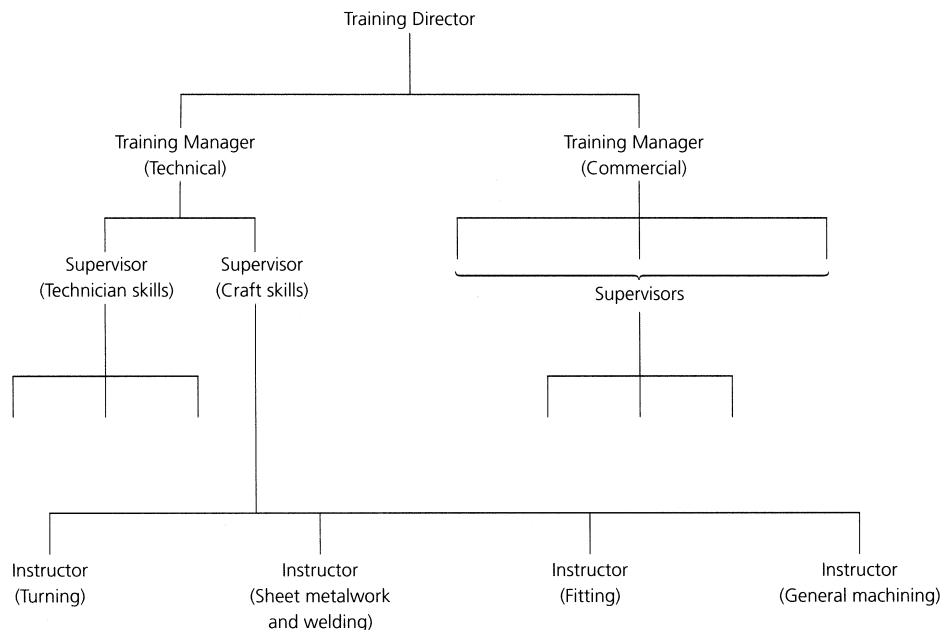 Training Director
Training Manager
(Technical)
Training Manager
(Commercial)
Supervisor
(Technician skills)
Supervisor
(Craft skills)
Supervisors
Instructor
(Turning)
Instructor
(Sheet metalwork
and welding)
Instructor
(Fitting)
Instructor
(General machining)